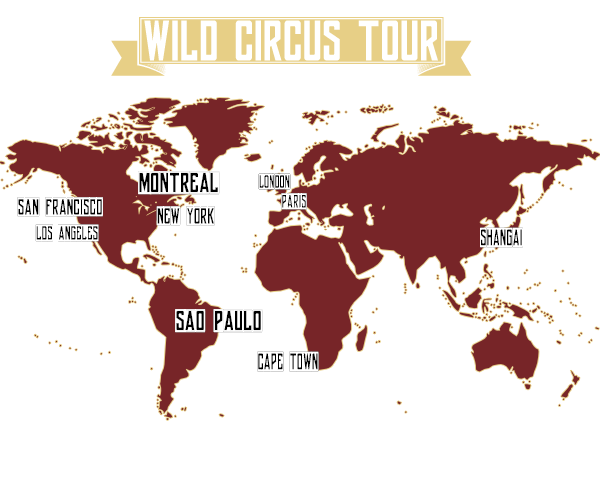 WILD CIRCUS TOUR
MONTREAL
LONDON
PARIS
SAN FRANCISCO
NEW YORK
LOS ANGELES
SHANGAI
SAO PAULO
CAPE TOWN